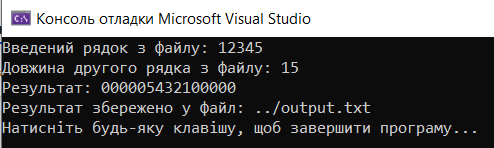 Консоль отладки Microsoft Visual Studio
Введений рядок з файлу: 12345
Довжина другого рядка з файлу: 15
Результат: 000005432100000
Результат збережено у файл: ../output.txt
Натисніть будь-яку клавішу, щоб завершити програму...